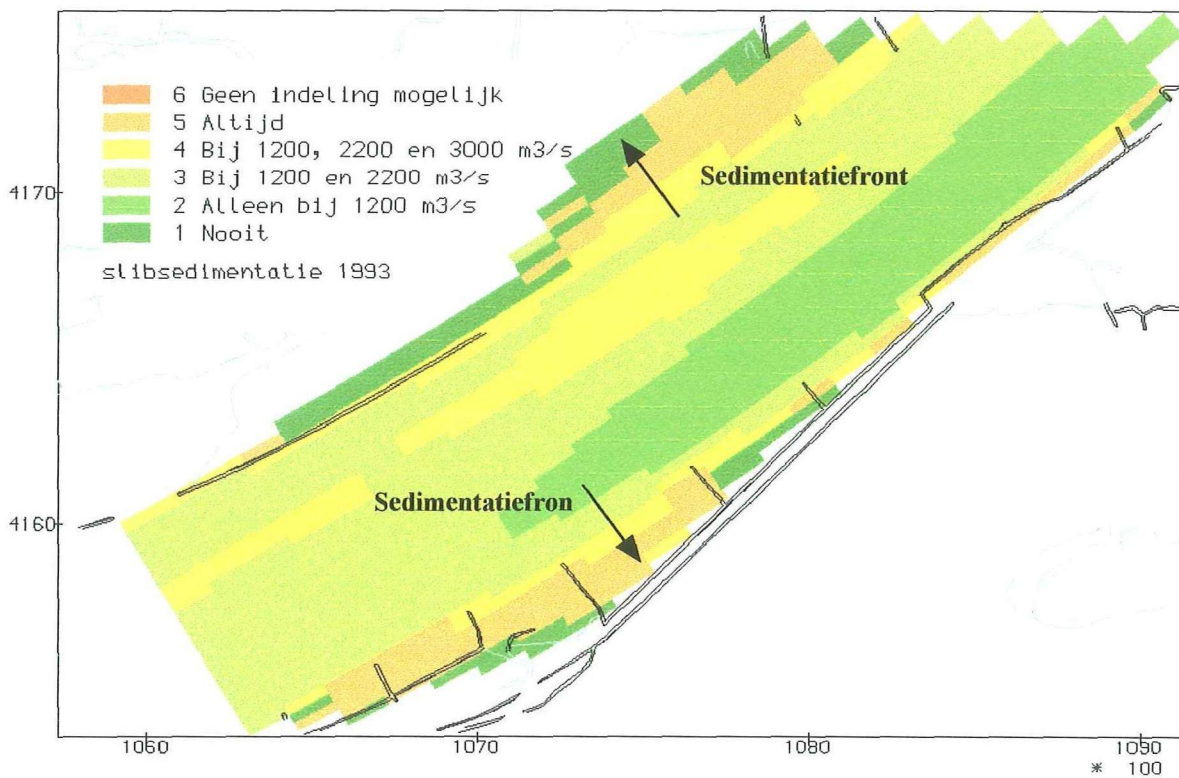 6 Geen indeling mogelijk
5 Altijd
4 Bij 1200, 2200 en 3000 m3/s
3 Bij 1200 en 2200 m3/s
2 Alleen bij 1200 m3/s
1 Nooit
slibsedimentatie 1993
Sedimentatiefront
Sedimentatiefron
4170
4160
1060
1070
1080
1090
* 100